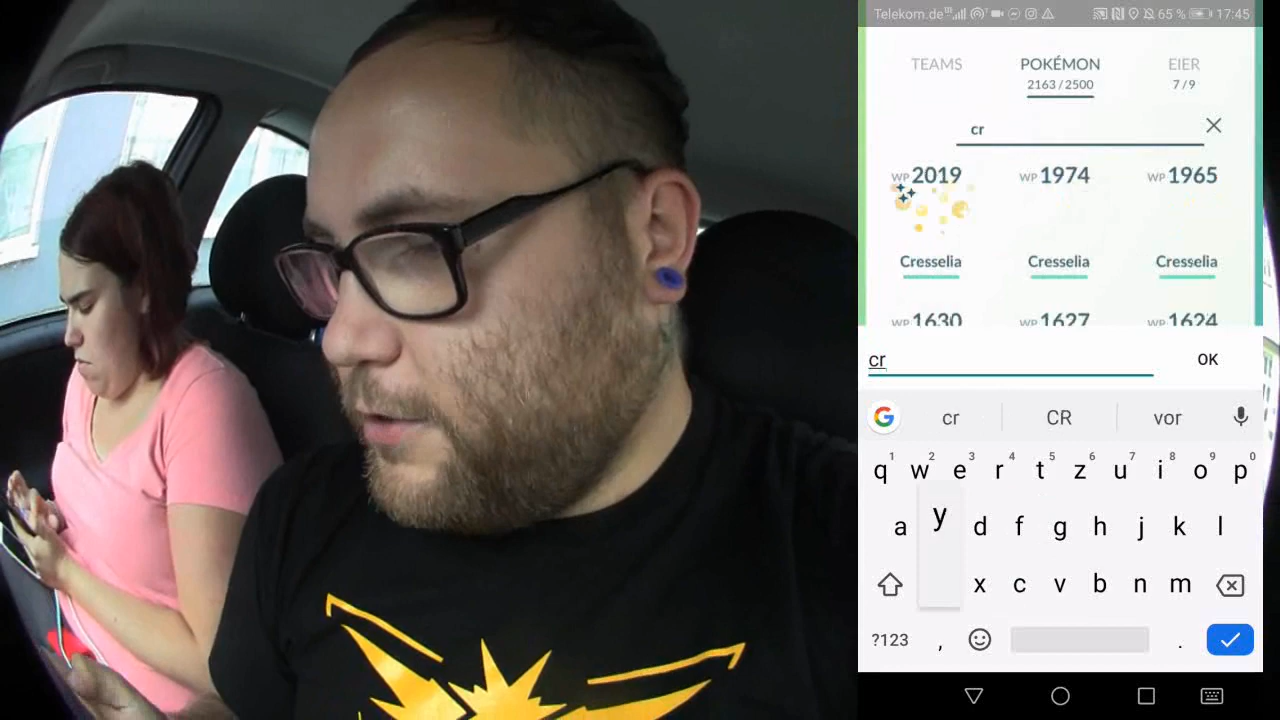 Telekom.de 65 % 17:45
TEAMS POKÉMON EIER
2163/2500 7/9
cr
WP 2019 WP 1974 WP 1965
Cresselia Cresselia Cresselia
WP 1630 WP 1627 WP 1624
cr OK
G cr CR vor
1 2 3 4 5 6 7 8 9 0
q w e r t z u i o p
a y d f g h j k l
x c v b n m
?123 , .